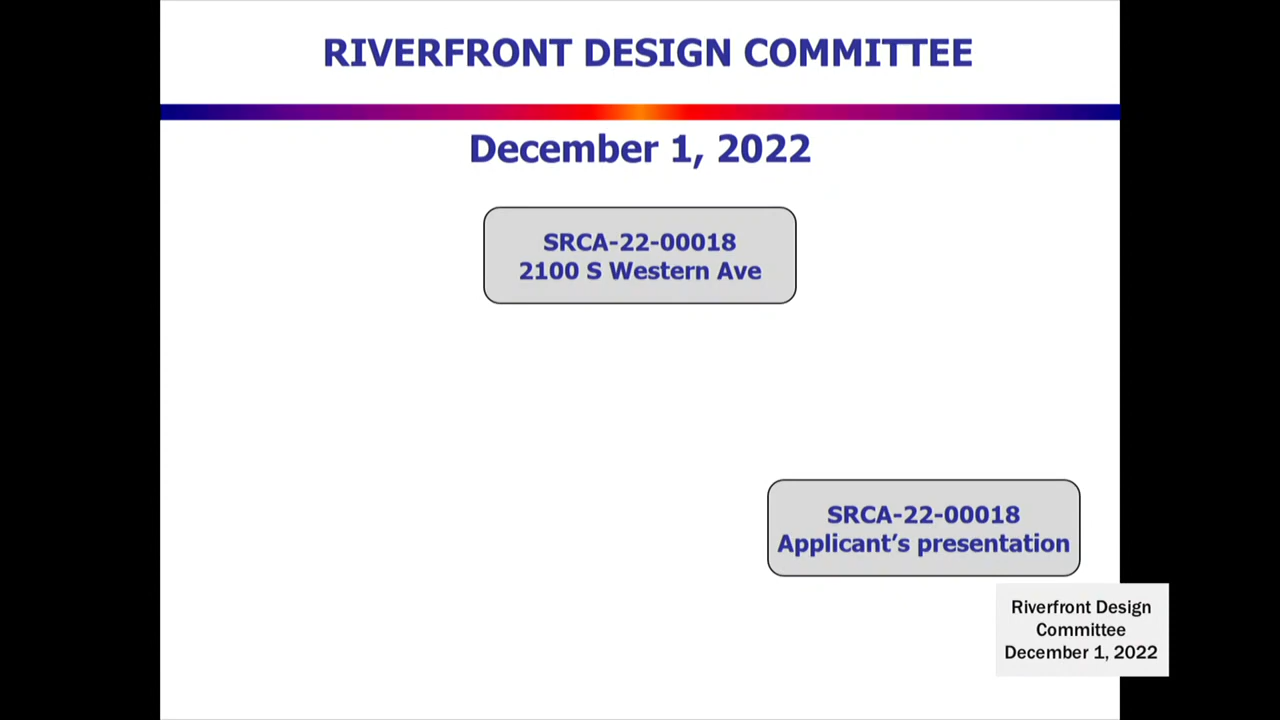 RIVERFRONT DESIGN COMMITTEE
December 1, 2022
SRCA-22-00018
2100 S Western Ave
SRCA-22-00018
Applicant’s presentation
Riverfront Design
Committee
December 1, 2022